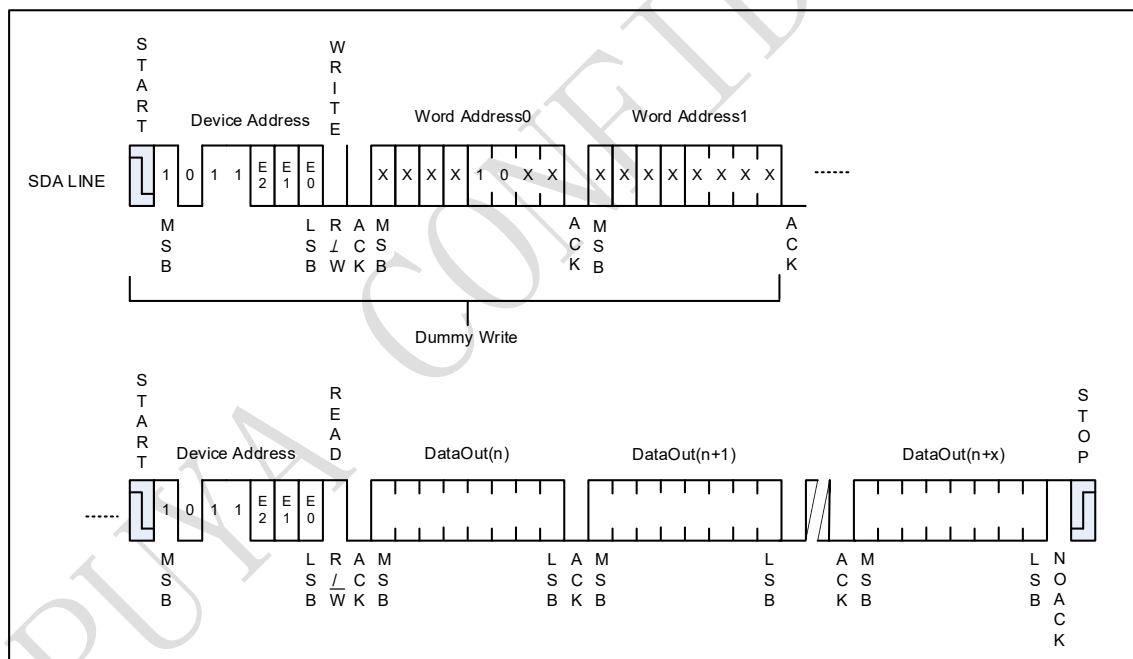 START
WRITE
Device Address
Word Address0
Word Address1
SDA LINE
1 0 1 1 E2 E1 E0
X X X X 1 0 X X
X X X X X X X X
........
MSB
LSB
R/W
ACK
MSB
ACK
MSB
ACK
Dummy Write
START
READ
STOP
Device Address
DataOut(n)
DataOut(n+1)
DataOut(n+x)
........
1 0 1 1 E2 E1 E0
MSB
LSB
R/W
ACK
MSB
LSB
ACK
MSB
LSB
ACK
MSB
LSB
NOACK
PUYA CONFID